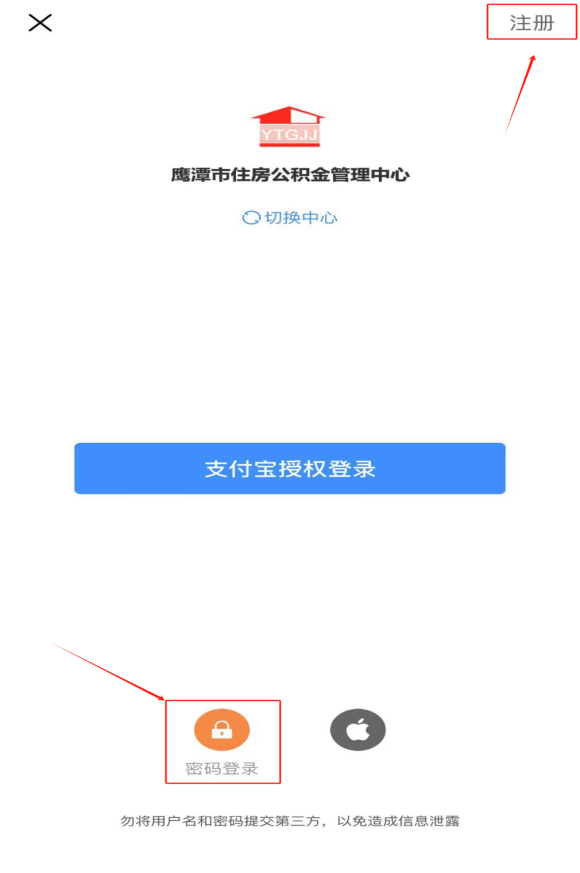 注册
YTGJJ
鹰潭市住房公积金管理中心
切换中心
支付宝授权登录
密码登录
勿将用户名和密码提交第三方，以免造成信息泄露